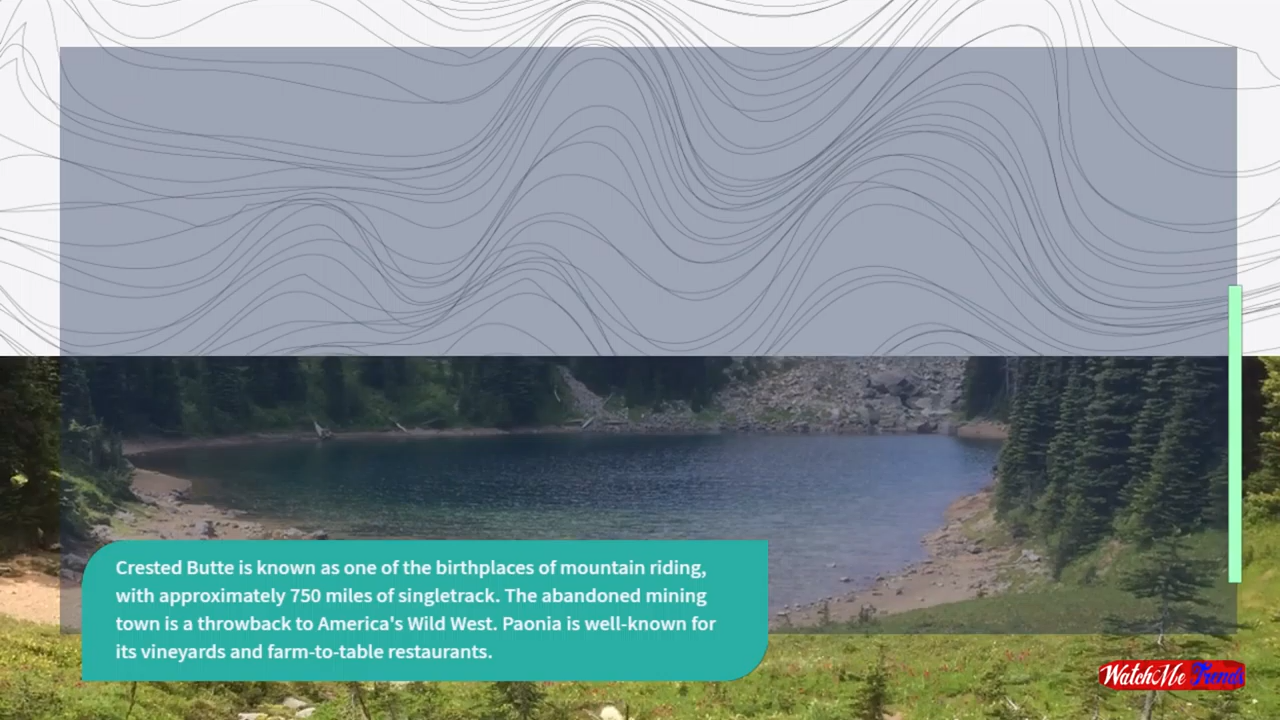 Crested Butte is known as one of the birthplaces of mountain riding,
with approximately 750 miles of singletrack. The abandoned mining
town is a throwback to America's Wild West. Paonia is well-known for
its vineyards and farm-to-table restaurants.
WatchMe Trends